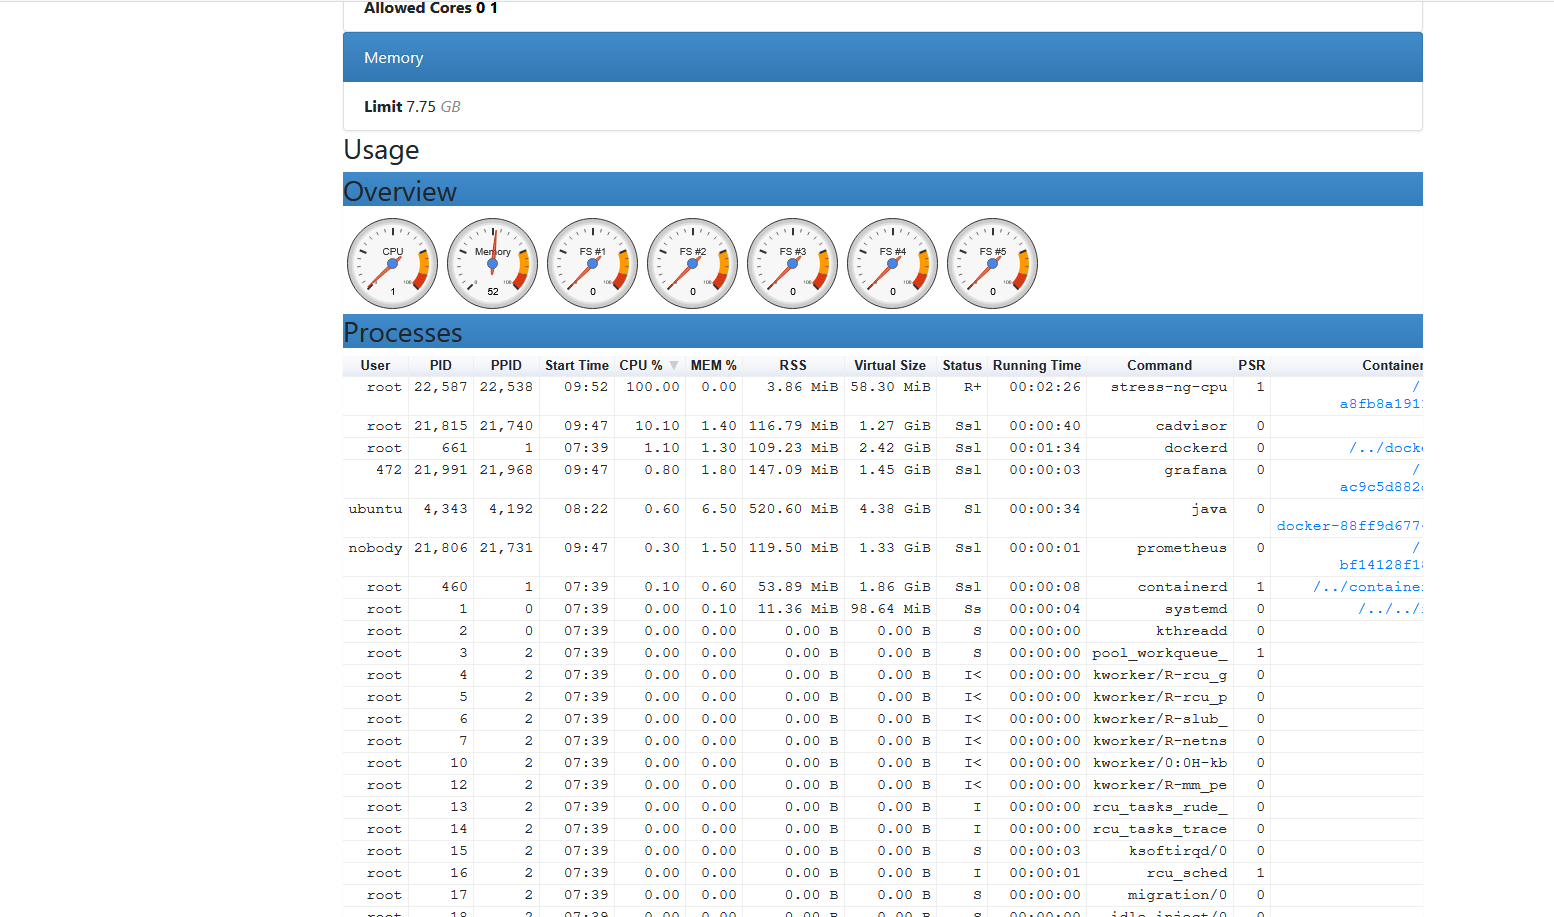 Allowed Cores 0 1
Memory
Limit 7.75 GB
Usage
Overview
CPU 100 1
Memory 0 100 52
FS #1 100 0
FS #2 100 0
FS #3 100 0
FS #4 100 0
FS #5 100 0
Processes
User PID PPID Start Time CPU % MEM % RSS Virtual Size Status Running Time Command PSR Container
root 22,587 22,538 09:52 100.00 0.00 3.86 MiB 58.30 MiB R+ 00:02:26 stress-ng-cpu 1 /
a8fb8a191
root 21,815 21,740 09:47 10.10 1.40 116.79 MiB 1.27 GiB Ssl 00:00:40 cadvisor 0
root 661 1 07:39 1.10 1.30 109.23 MiB 2.42 GiB Ssl 00:01:34 dockerd 0 /../dock
472 21,991 21,968 09:47 0.80 1.80 147.09 MiB 1.45 GiB Ssl 00:00:03 grafana 0 /
ac9c5d882
ubuntu 4,343 4,192 08:22 0.60 6.50 520.60 MiB 4.38 GiB Sl 00:00:34 java 0
docker-88ff9d677
nobody 21,806 21,731 09:47 0.30 1.50 119.50 MiB 1.33 GiB Ssl 00:00:01 prometheus 0 /
bf14128f1
root 460 1 07:39 0.10 0.60 53.89 MiB 1.86 GiB Ssl 00:00:08 containerd 1 /../containe
root 1 0 07:39 0.00 0.10 11.36 MiB 98.64 MiB Ss 00:00:04 systemd 0 /../../
root 2 0 07:39 0.00 0.00 0.00 B 0.00 B S 00:00:00 kthreadd 0
root 3 2 07:39 0.00 0.00 0.00 B 0.00 B S 00:00:00 pool_workqueue_ 1
root 4 2 07:39 0.00 0.00 0.00 B 0.00 B I< 00:00:00 kworker/R-rcu_g 0
root 5 2 07:39 0.00 0.00 0.00 B 0.00 B I< 00:00:00 kworker/R-rcu_p 0
root 6 2 07:39 0.00 0.00 0.00 B 0.00 B I< 00:00:00 kworker/R-slub_ 0
root 7 2 07:39 0.00 0.00 0.00 B 0.00 B I< 00:00:00 kworker/R-netns 0
root 10 2 07:39 0.00 0.00 0.00 B 0.00 B I< 00:00:00 kworker/0:0H-kb 0
root 12 2 07:39 0.00 0.00 0.00 B 0.00 B I< 00:00:00 kworker/R-mm_pe 0
root 13 2 07:39 0.00 0.00 0.00 B 0.00 B I 00:00:00 rcu_tasks_rude_ 0
root 14 2 07:39 0.00 0.00 0.00 B 0.00 B I 00:00:00 rcu_tasks_trace 0
root 15 2 07:39 0.00 0.00 0.00 B 0.00 B S 00:00:03 ksoftirqd/0 0
root 16 2 07:39 0.00 0.00 0.00 B 0.00 B I 00:00:01 rcu_sched 1
root 17 2 07:39 0.00 0.00 0.00 B 0.00 B S 00:00:00 migration/0 0